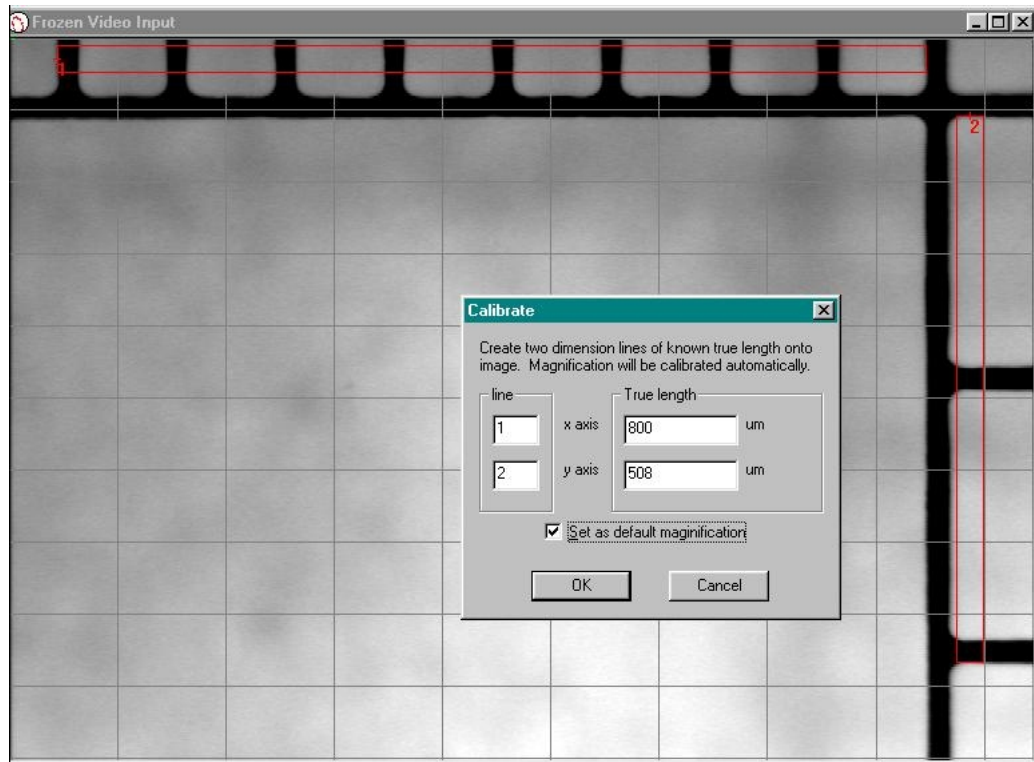 Frozen Video Input
1
2
Calibrate
Create two dimension lines of known true length onto
image. Magnification will be calibrated automatically.
line
True length
1 x axis 800 um
2 y axis 508 um
Set as default maginification
OK Cancel